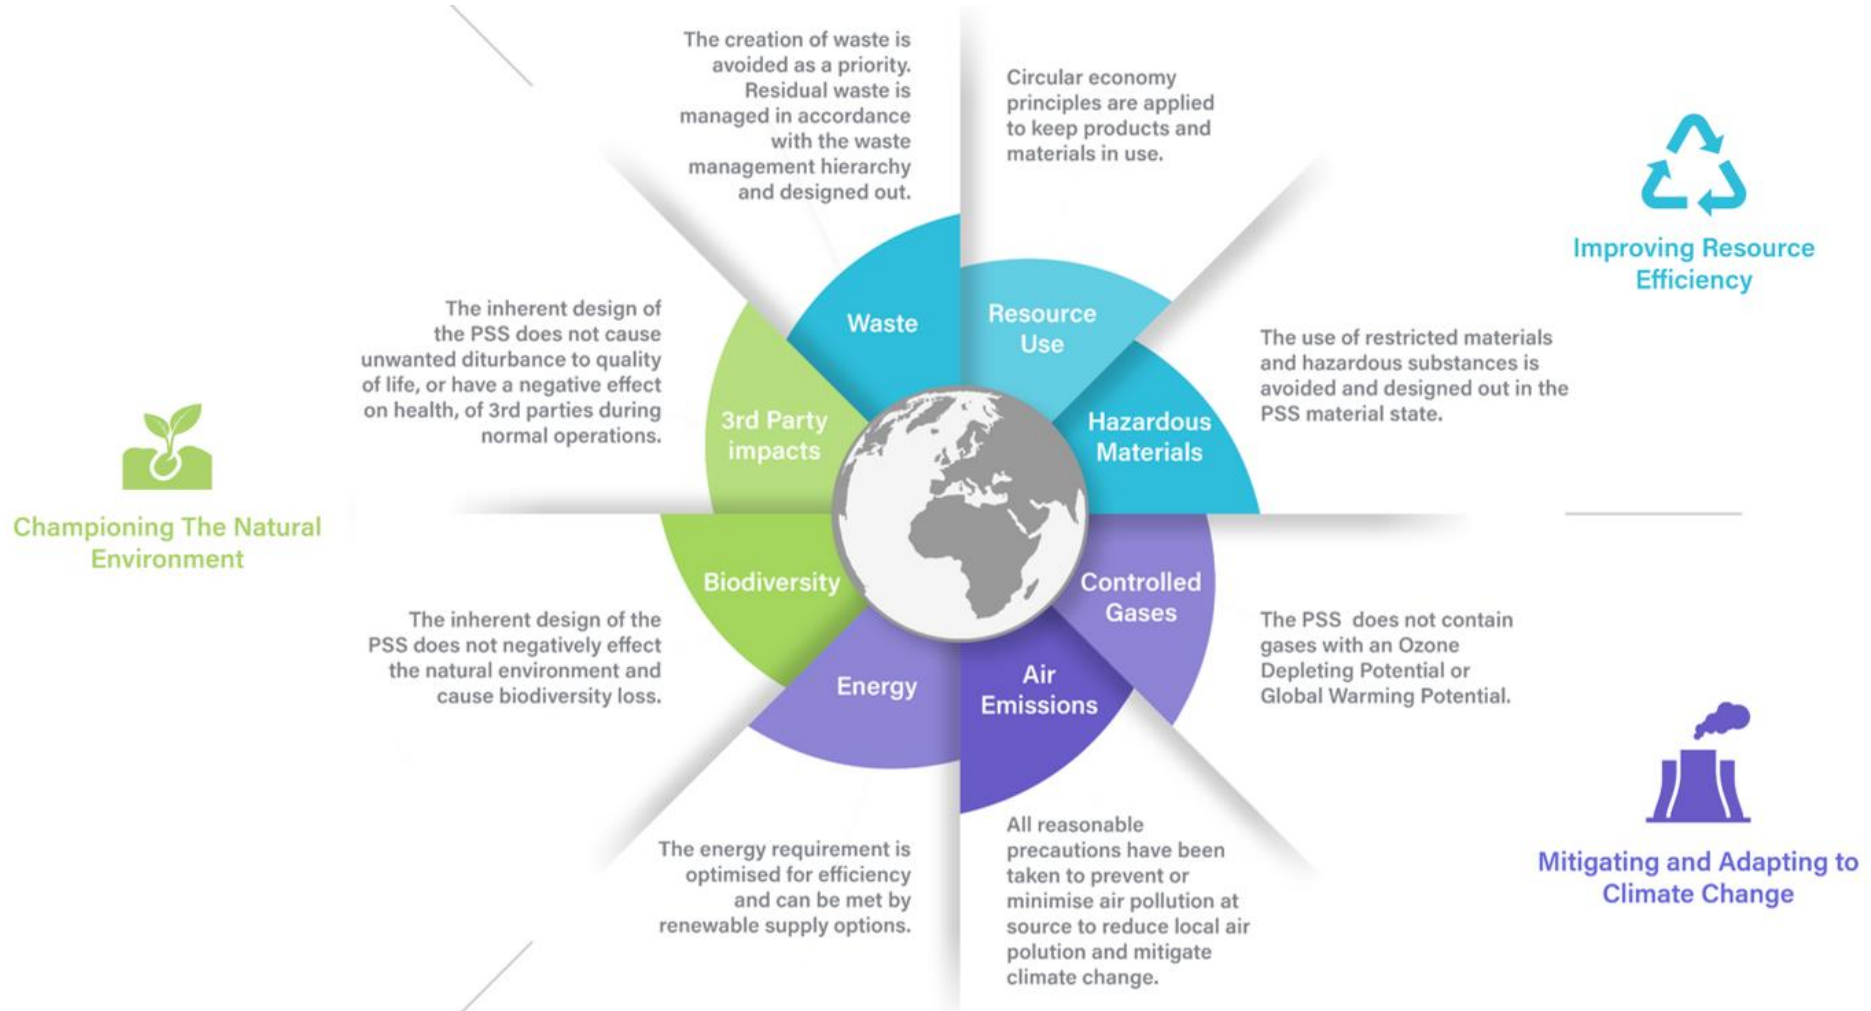 The creation of waste is
avoided as a priority.
Residual waste is
managed in accordance
with the waste
management hierarchy
and designed out.
Circular economy
principles are applied
to keep products and
materials in use.
Improving Resource
Efficiency
Waste
Resource
Use
The inherent design of
the PSS does not cause
unwanted diturbance to quality
of life, or have a negative effect
on health, of 3rd parties during
normal operations.
3rd Party
impacts
Hazardous
Materials
The use of restricted materials
and hazardous substances is
avoided and designed out in the
PSS material state.
Championing The Natural
Environment
Biodiversity
The inherent design of the
PSS does not negatively effect
the natural environment and
cause biodiversity loss.
Controlled
Gases
The PSS does not contain
gases with an Ozone
Depleting Potential or
Global Warming Potential.
Energy
Air
Emissions
The energy requirement is
optimised for efficiency
and can be met by
renewable supply options.
All reasonable
precautions have been
taken to prevent or
minimise air pollution at
source to reduce local air
polution and mitigate
climate change.
Mitigating and Adapting to
Climate Change